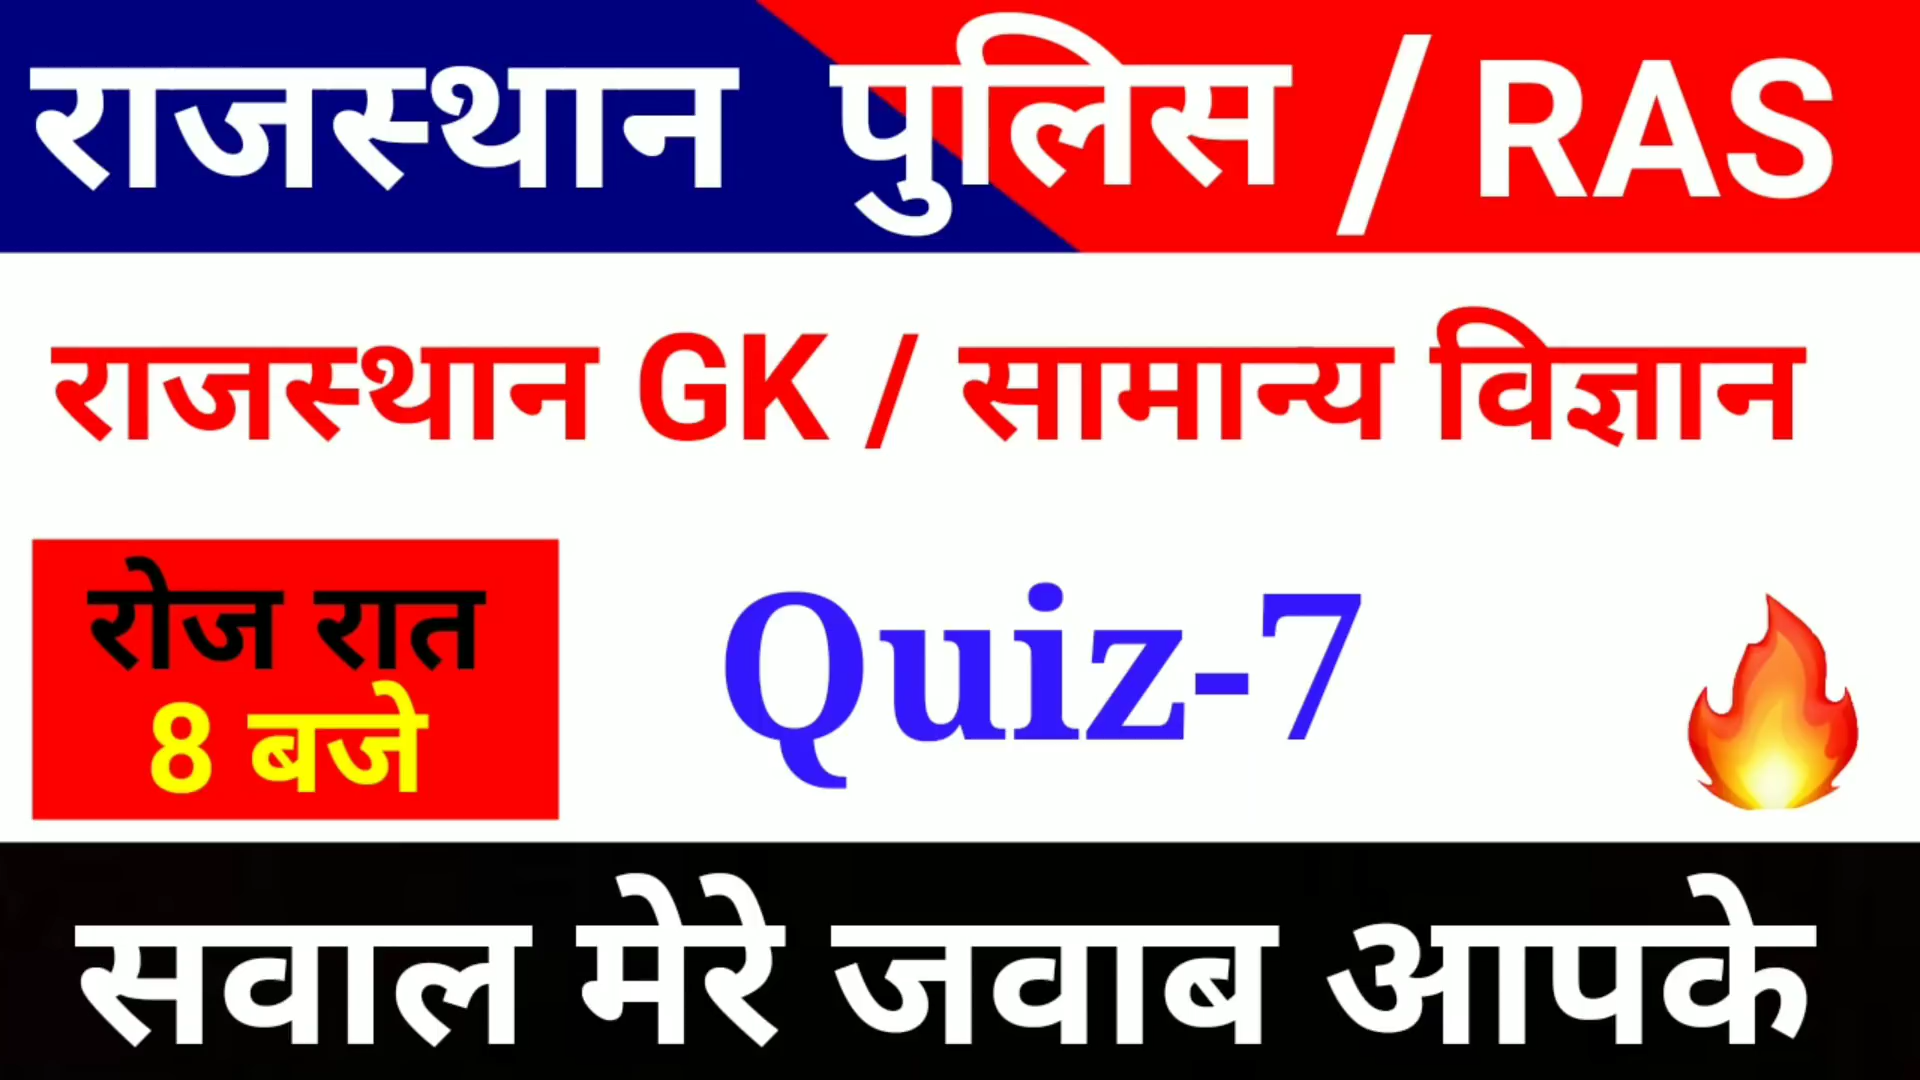 राजस्थान पुलिस / RAS
राजस्थान GK / सामान्य विज्ञान
रोज रात
8 बजे
Quiz-7
सवाल मेरे जवाब आपके